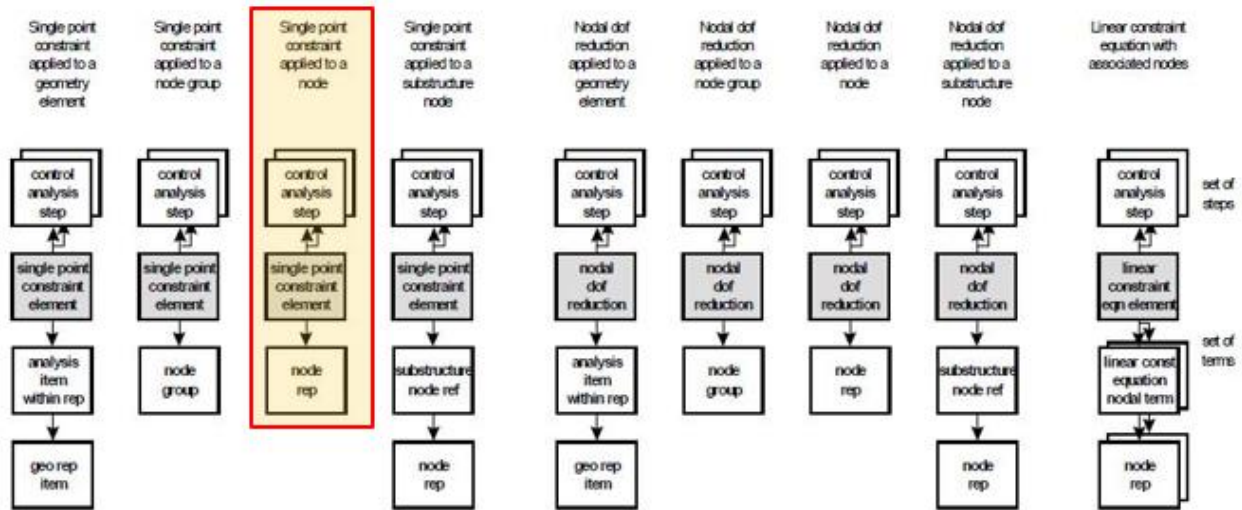 Single point
constraint
applied to a
geometry
element
Single point
constraint
applied to a
node group
Single point
constraint
applied to a
node
Single point
constraint
applied to a
substructure
node
Nodal dof
reduction
applied to a
geometry
element
Nodal dof
reduction
applied to a
node group
Nodal dof
reduction
applied to a
node
Nodal dof
reduction
applied to a
substructure
node
Linear constraint
equation with
associated nodes
control
analysis
step
control
analysis
step
control
analysis
step
control
analysis
step
control
analysis
step
control
analysis
step
control
analysis
step
control
analysis
step
control
analysis
step
set of
steps
single point
constraint
element
single point
constraint
element
single point
constraint
element
single point
constraint
element
nodal
dof
reduction
nodal
dof
reduction
nodal
dof
reduction
nodal
dof
reduction
linear
constraint
eqn element
set of
terms
analysis
item
within rep
node
group
node
rep
substructure
node ref
analysis
item
within rep
node
group
node
rep
substructure
node ref
linear const
equation
nodal term
geo rep
item
node
rep
geo rep
item
node
rep
node
rep